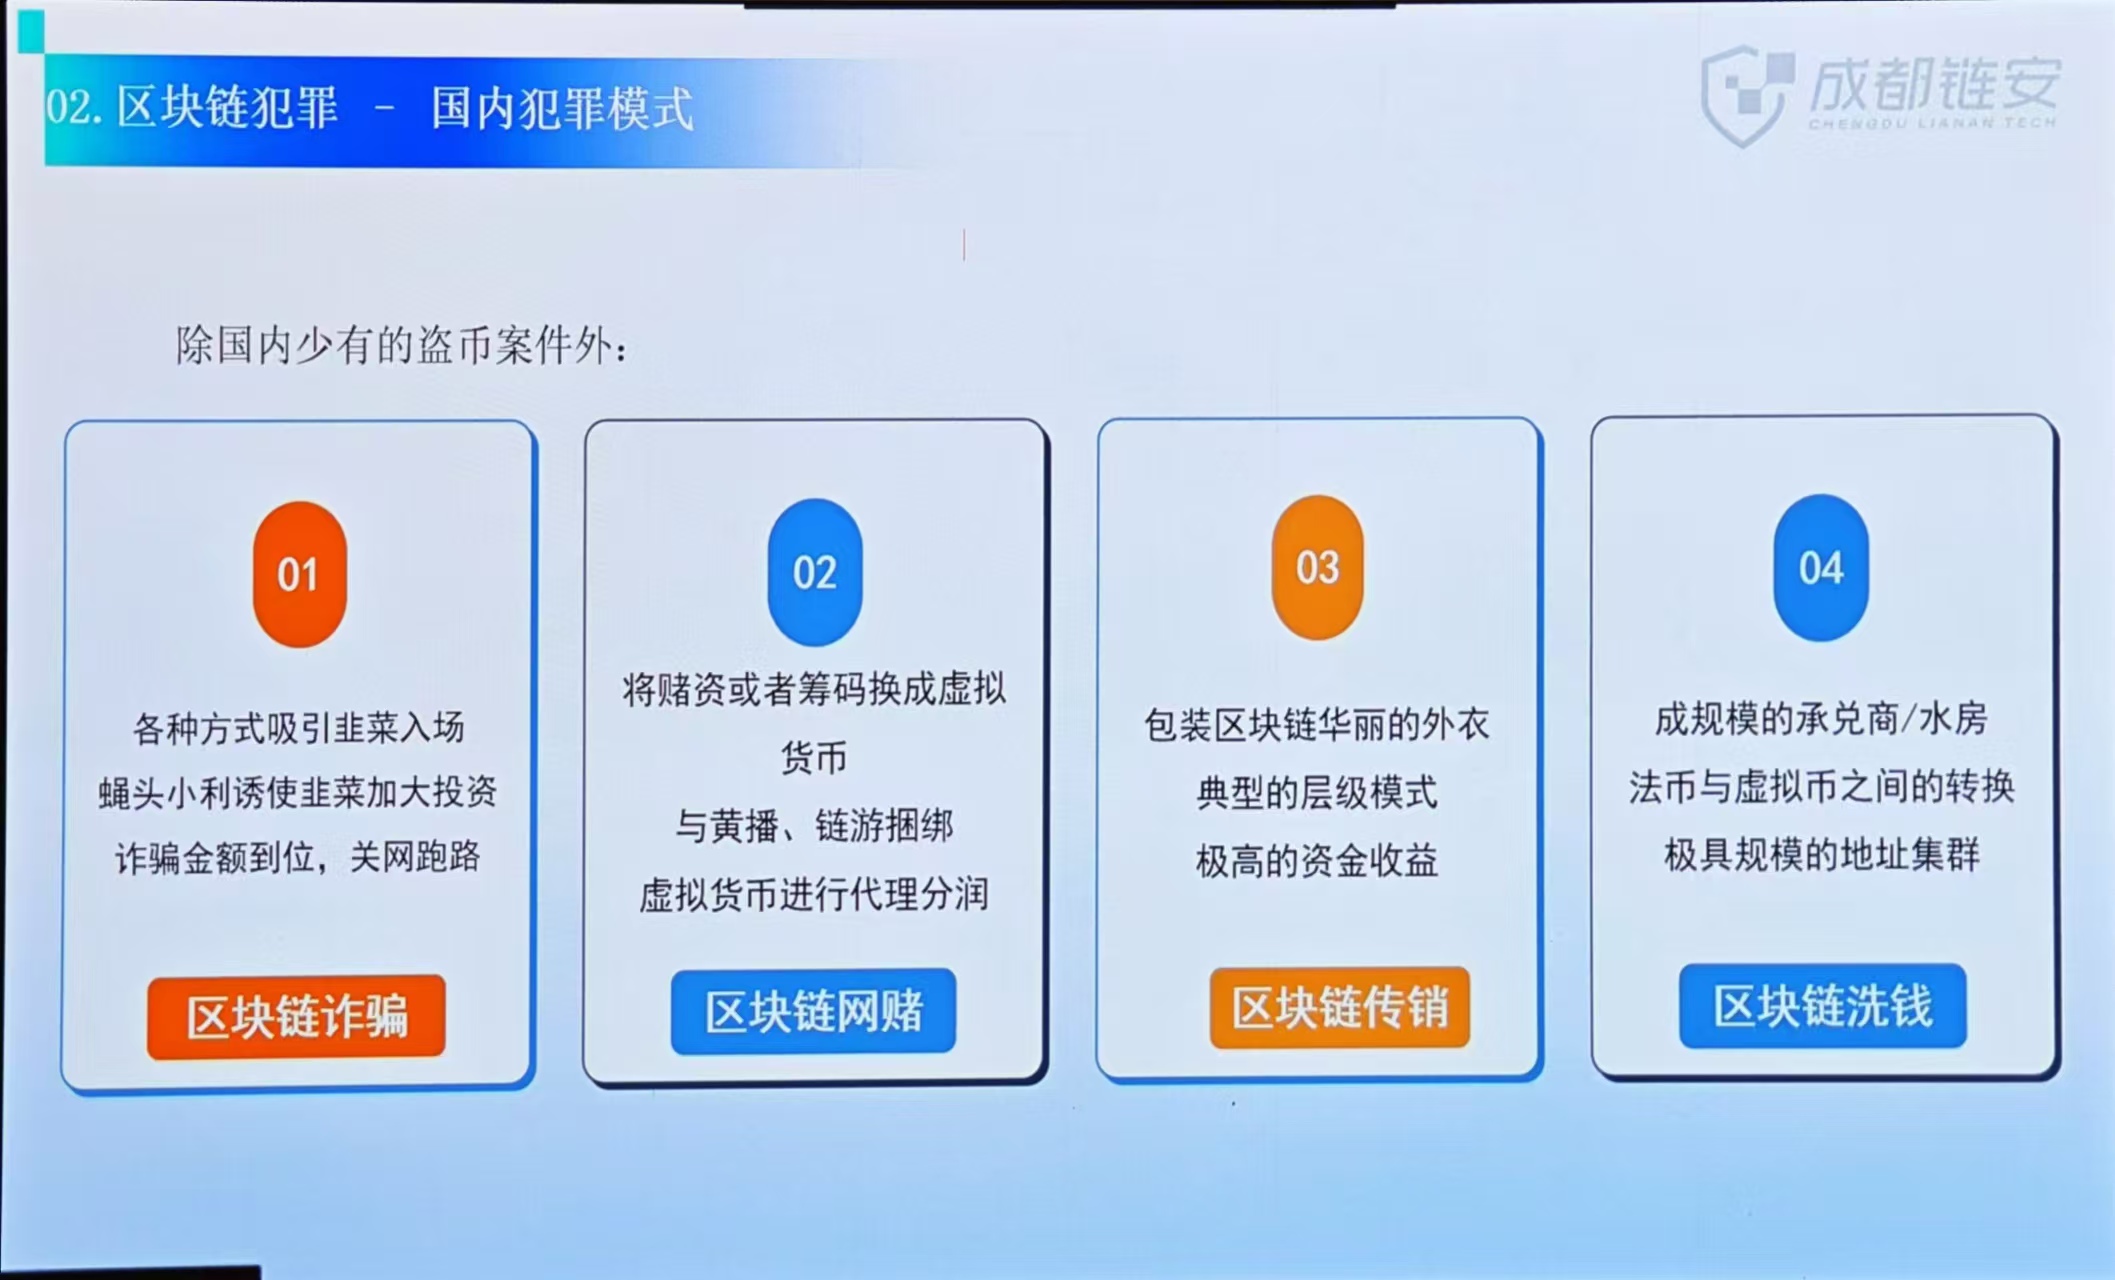 02.区块链犯罪 - 国内犯罪模式
成都链安
CHENGDU LIANAN TECH
除国内少有的盗币案件外：
01
各种方式吸引韭菜入场
蝇头小利诱使韭菜加大投资
诈骗金额到位，关网跑路
区块链诈骗
02
将赌资或者筹码换成虚拟
货币
与黄播、链游捆绑
虚拟货币进行代理分润
区块链网赌
03
包装区块链华丽的外衣
典型的层级模式
极高的资金收益
区块链传销
04
成规模的承兑商/水房
法币与虚拟币之间的转换
极具规模的地址集群
区块链洗钱